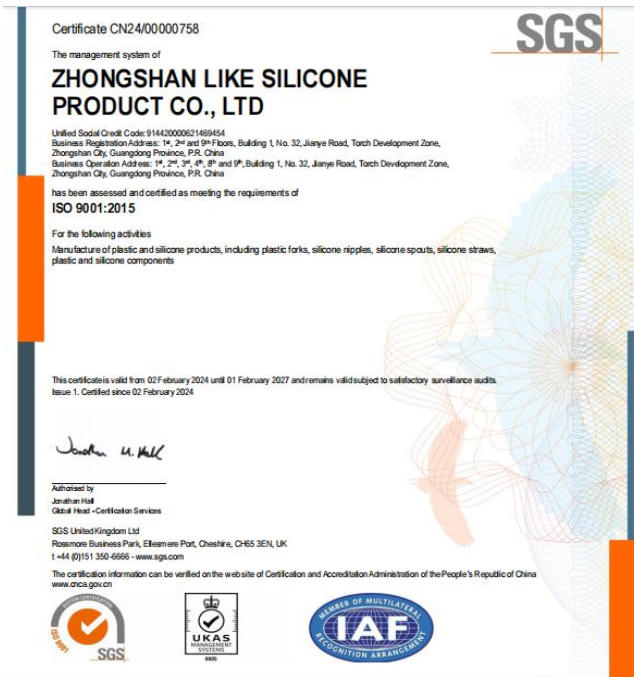 Certificate CN24/00000758
SGS
The management system of
ZHONGSHAN LIKE SILICONE
PRODUCT CO., LTD
Unified Social Credit Code: 914420000621469454
Business Registration Address: 1st, 2nd and 9th Floors, Building 1, No. 32, Jianye Road, Torch Development Zone,
Zhongshan City, Guangdong Province, P.R. China
Business Operation Address: 1st, 2nd, 3rd, 4th, 8th and 9th, Building 1, No. 32, Jianye Road, Torch Development Zone,
Zhongshan City, Guangdong Province, P.R. China
has been assessed and certified as meeting the requirements of
ISO 9001:2015
For the following activities
Manufacture of plastic and silicone products, including plastic forks, silicone nipples, silicone spouts, silicone straws,
plastic and silicone components
This certificate is valid from 02 February 2024 until 01 February 2027 and remains valid subject to satisfactory surveillance audits.
Issue 1. Certified since 02 February 2024
Jonathan M. Hall
Authorised by
Jonathan Hall
Global Head - Certification Services
SGS United Kingdom Ltd
Rossmore Business Park, Ellesmere Port, Cheshire, CH65 3EN, UK
t +44 (0)151 350-6666 - www.sgs.com
The certification information can be verified on the web site of Certification and Accreditation Administration of the People's Republic of China
www.cnca.gov.cn
SYSTEM CERTIFICATION
ISO 9001
SGS
UKAS
MANAGEMENT
SYSTEMS
0005
MEMBER OF MULTILATERAL
IAF
RECOGNITION ARRANGEMENT